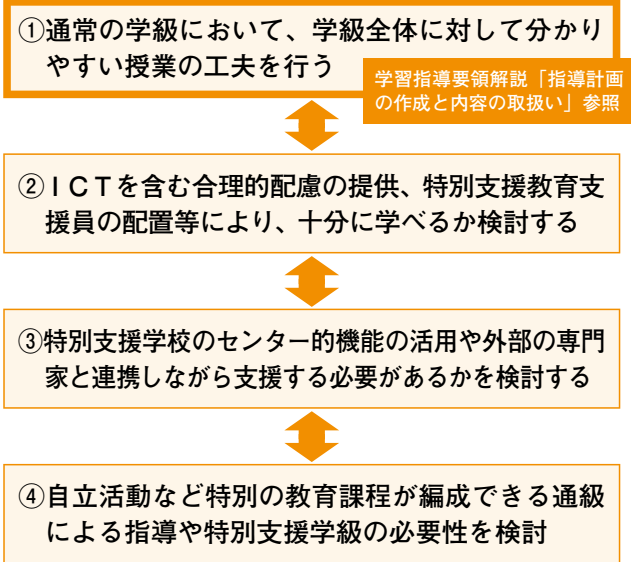 ①通常の学級において、学級全体に対して分かり
やすい授業の工夫を行う
学習指導要領解説「指導計画
の作成と内容の取扱い」参照
②ＩＣＴを含む合理的配慮の提供、特別支援教育支
援員の配置等により、十分に学べるか検討する
③特別支援学校のセンター的機能の活用や外部の専門
家と連携しながら支援する必要があるかを検討する
④自立活動など特別の教育課程が編成できる通級
による指導や特別支援学級の必要性を検討